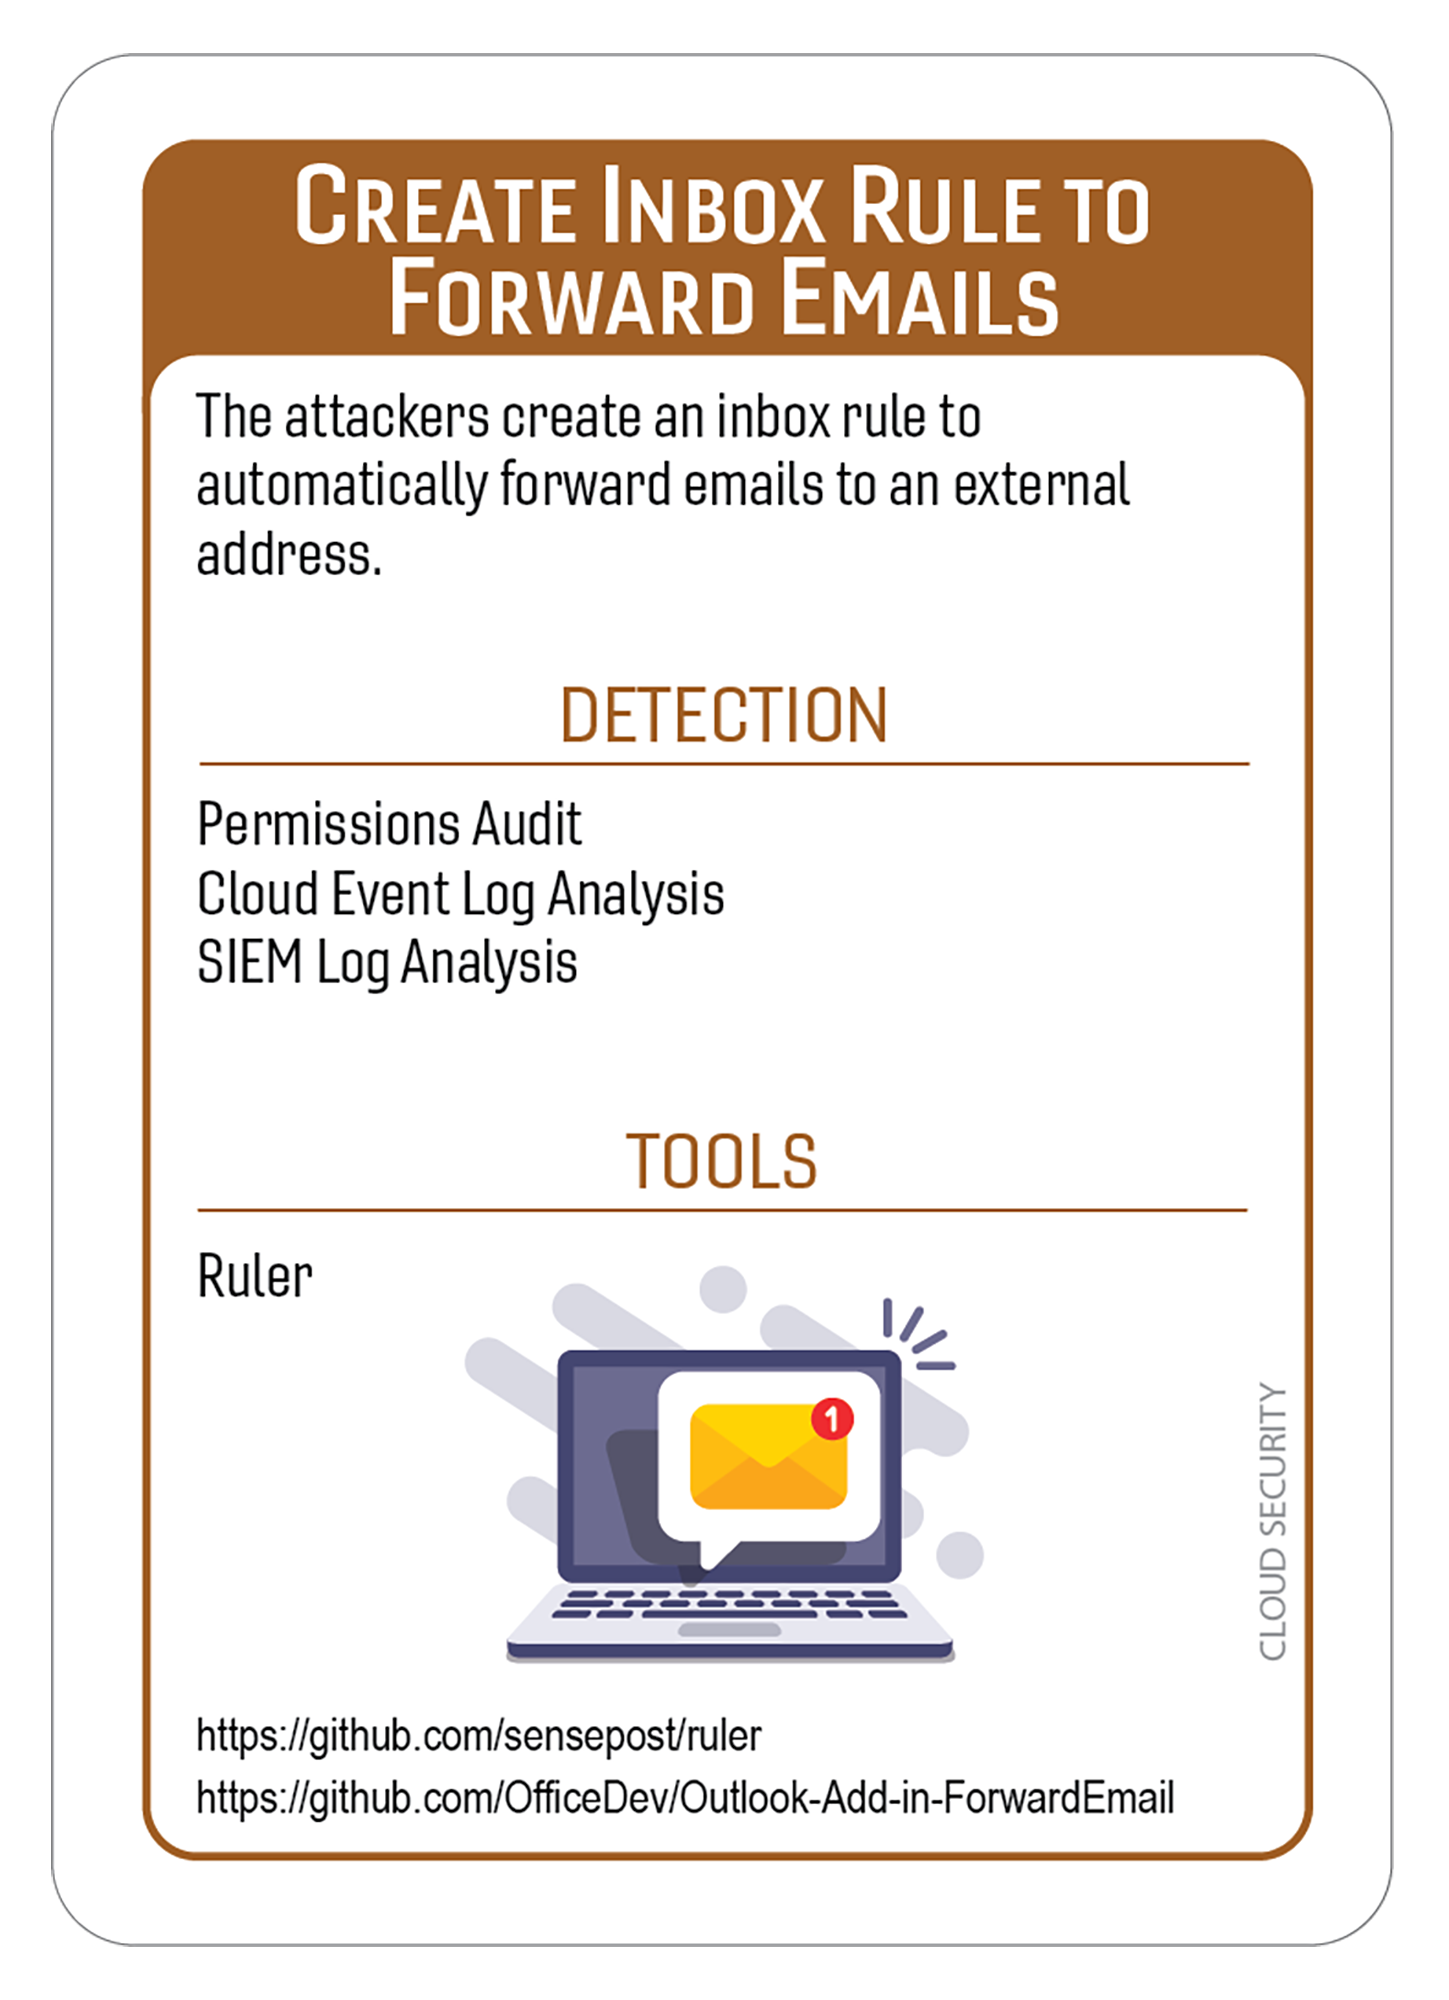 CREATE INBOX RULE TO
FORWARD EMAILS
The attackers create an inbox rule to
automatically forward emails to an external
address.
DETECTION
Permissions Audit
Cloud Event Log Analysis
SIEM Log Analysis
TOOLS
Ruler
1
CLOUD SECURITY
https://github.com/sensepost/ruler
https://github.com/OfficeDev/Outlook-Add-in-ForwardEmail